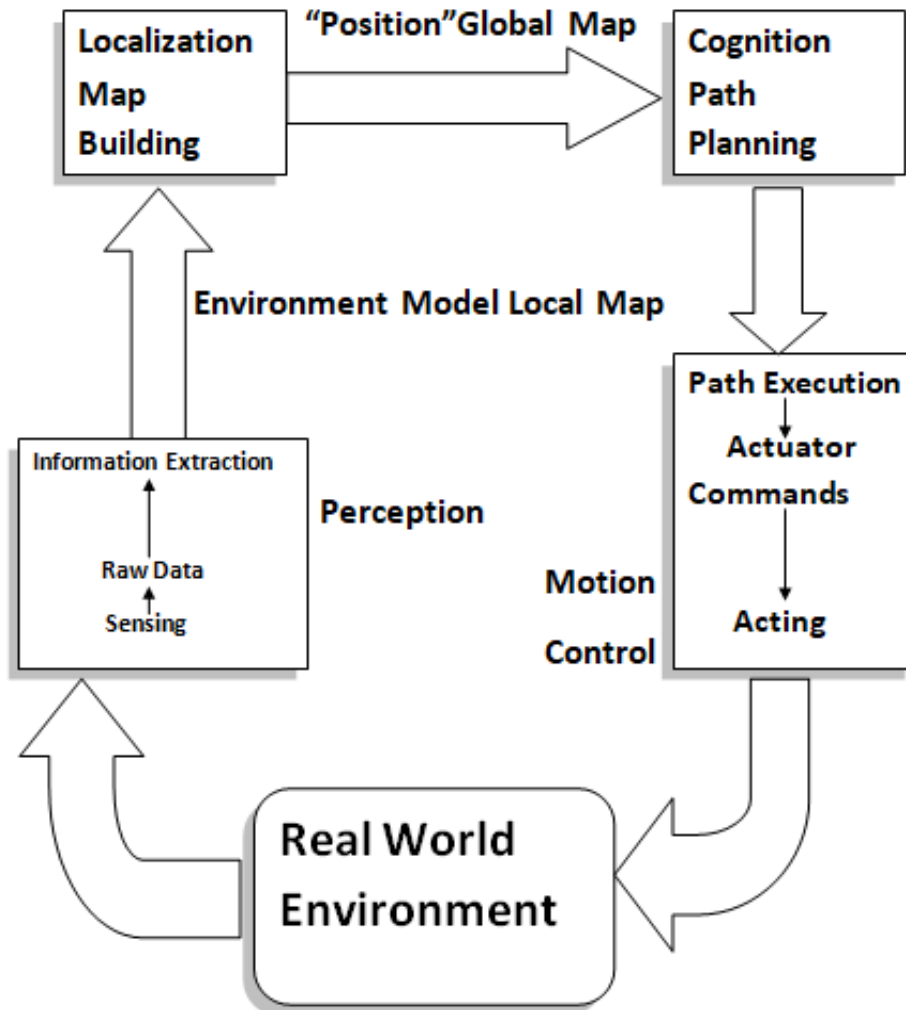 “Position”Global Map
Localization
Map
Building
Cognition
Path
Planning
Environment Model Local Map
Path Execution
Actuator
Commands
Acting
Information Extraction
Raw Data
Sensing
Perception
Motion
Control
Real World
Environment